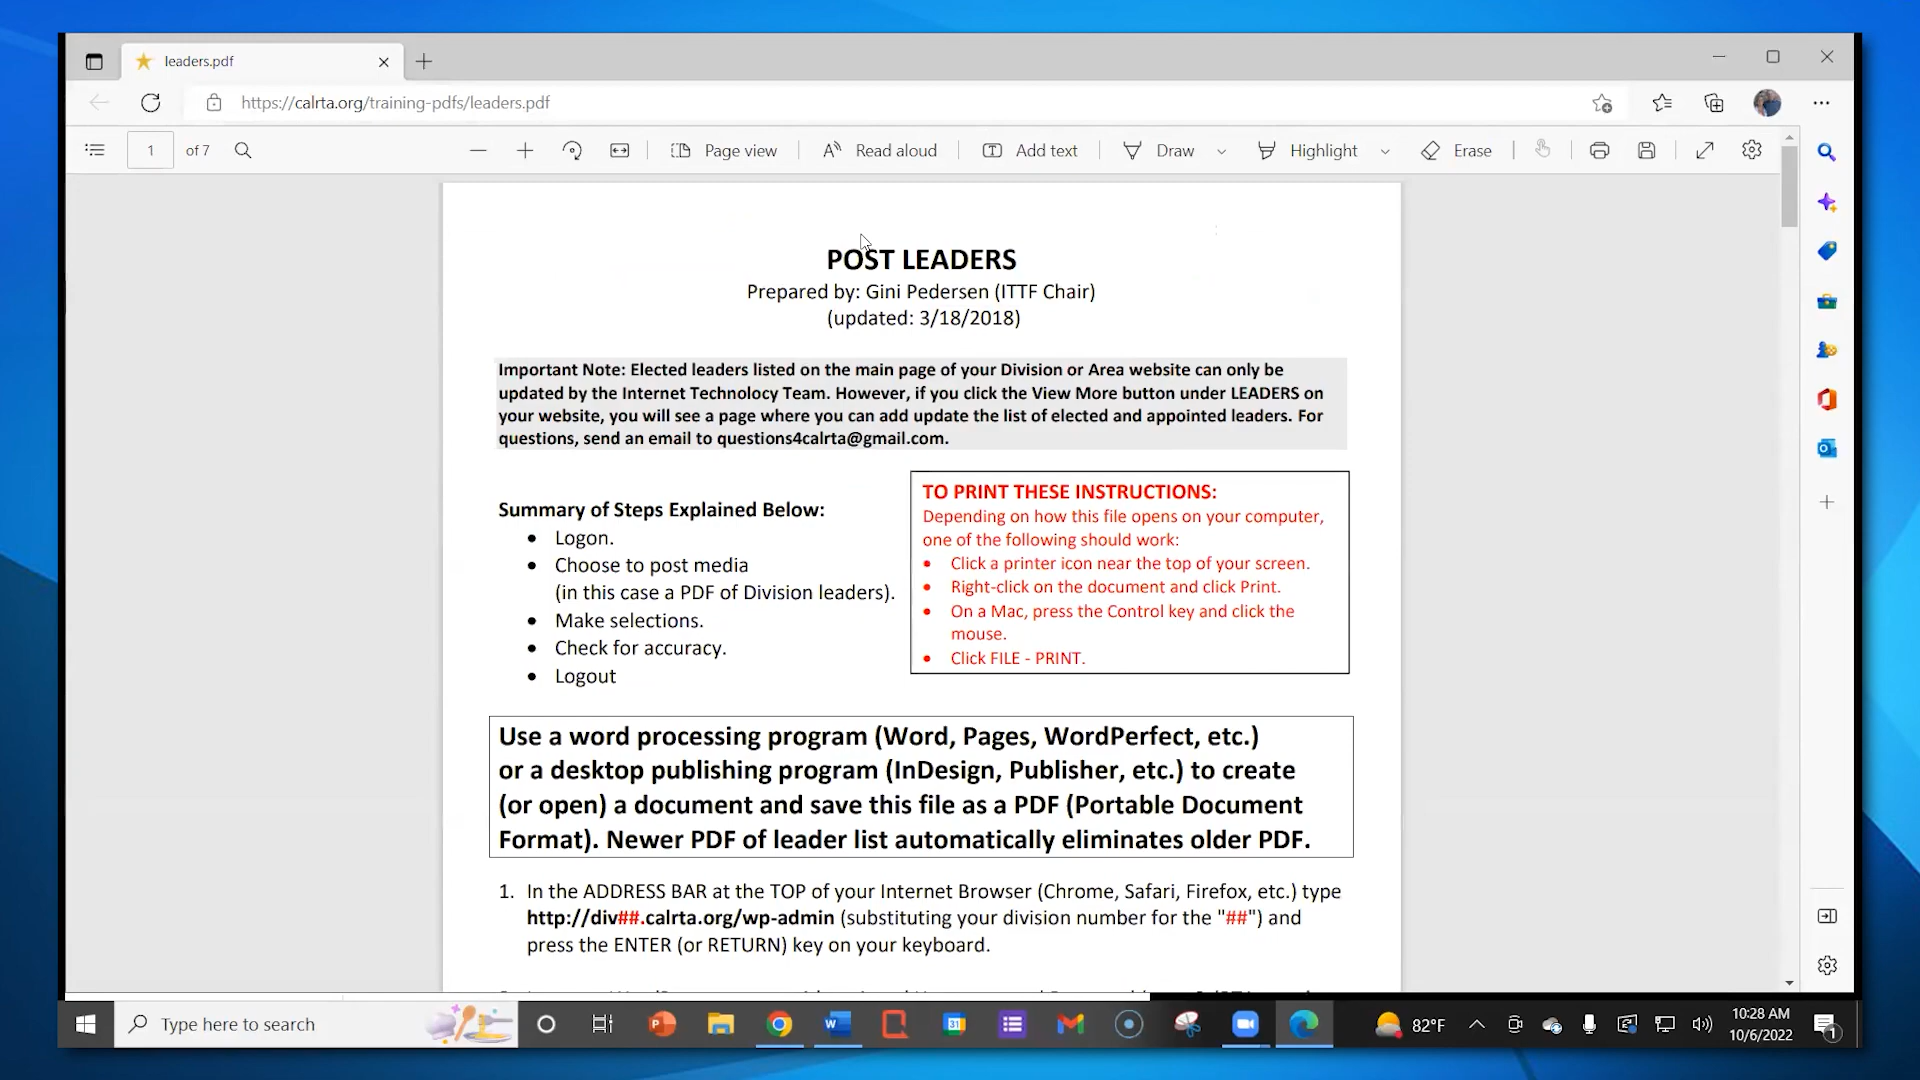 leaders.pdf
https://calrta.org/training-pdfs/leaders.pdf
1 of 7
Page view
Read aloud
Add text
Draw
Highlight
Erase
POST LEADERS
Prepared by: Gini Pedersen (ITTF Chair)
(updated: 3/18/2018)
Important Note: Elected leaders listed on the main page of your Division or Area website can only be
updated by the Internet Technolocy Team. However, if you click the View More button under LEADERS on
your website, you will see a page where you can add update the list of elected and appointed leaders. For
questions, send an email to questions4calrta@gmail.com.
Summary of Steps Explained Below:
• Logon.
• Choose to post media
(in this case a PDF of Division leaders).
• Make selections.
• Check for accuracy.
• Logout
TO PRINT THESE INSTRUCTIONS:
Depending on how this file opens on your computer,
one of the following should work:
• Click a printer icon near the top of your screen.
• Right-click on the document and click Print.
• On a Mac, press the Control key and click the
mouse.
• Click FILE - PRINT.
Use a word processing program (Word, Pages, WordPerfect, etc.)
or a desktop publishing program (InDesign, Publisher, etc.) to create
(or open) a document and save this file as a PDF (Portable Document
Format). Newer PDF of leader list automatically eliminates older PDF.
1. In the ADDRESS BAR at the TOP of your Internet Browser (Chrome, Safari, Firefox, etc.) type
http://div##.calrta.org/wp-admin (substituting your division number for the "##") and
press the ENTER (or RETURN) key on your keyboard.
Type here to search
82°F
10:28 AM
10/6/2022
1